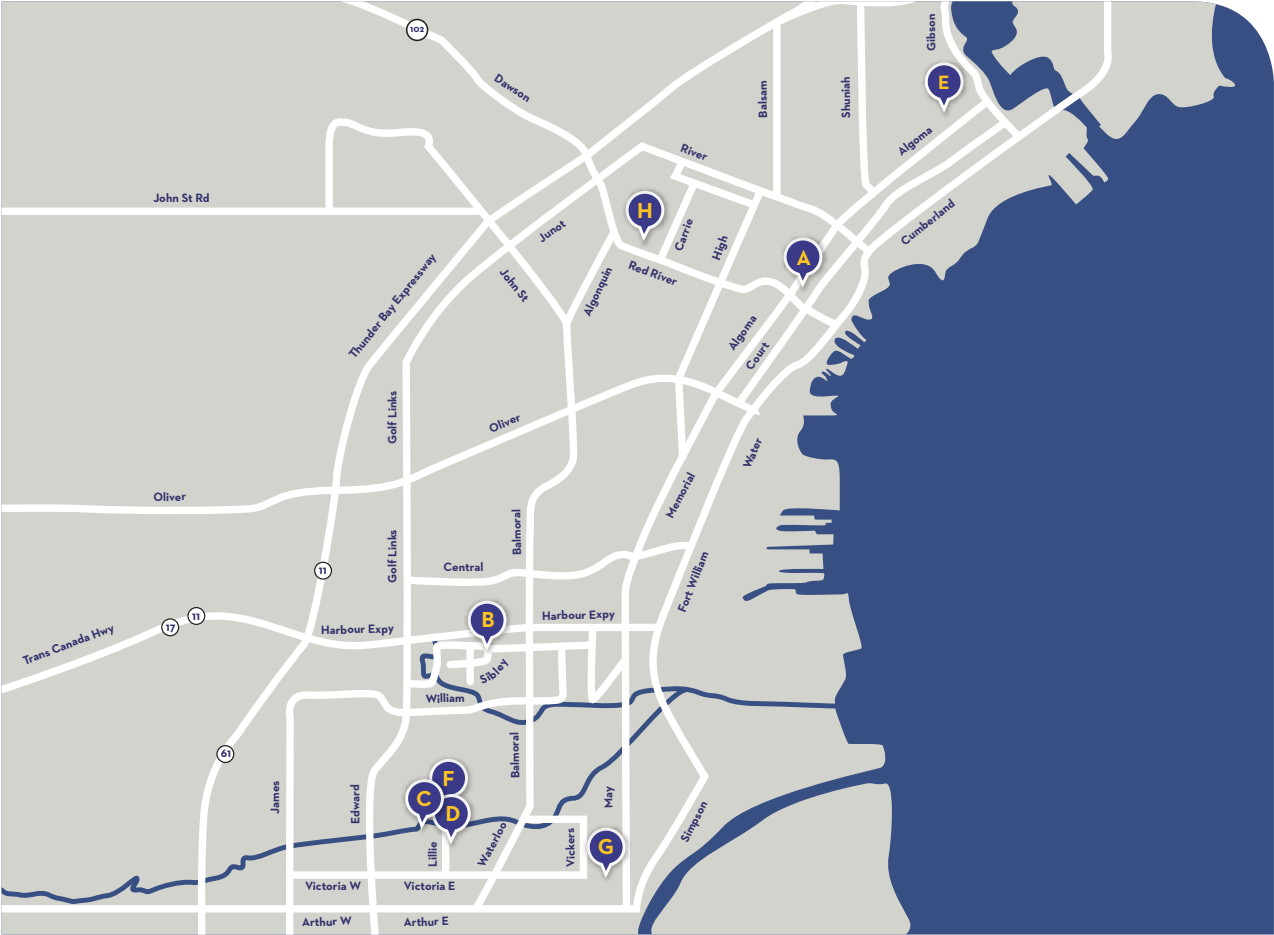 102
Dawson
Gibson
Balsam
Shuniah
E
Algoma
River
John St Rd
H
Carrie
High
Junot
Cumberland
A
Red River
Thunder Bay Expressway
John St
Algonquin
Algoma
Court
Golf Links
Oliver
Water
Oliver
Memorial
Balmoral
Golf Links
Central
11
Fort William
11
17
Trans Canada Hwy
Harbour Expy
B
Harbour Expy
Sibley
William
61
Balmoral
James
Edward
F
C
D
May
Simpson
Lillie
Waterloo
Vickers
G
Victoria W
Victoria E
Arthur W
Arthur E